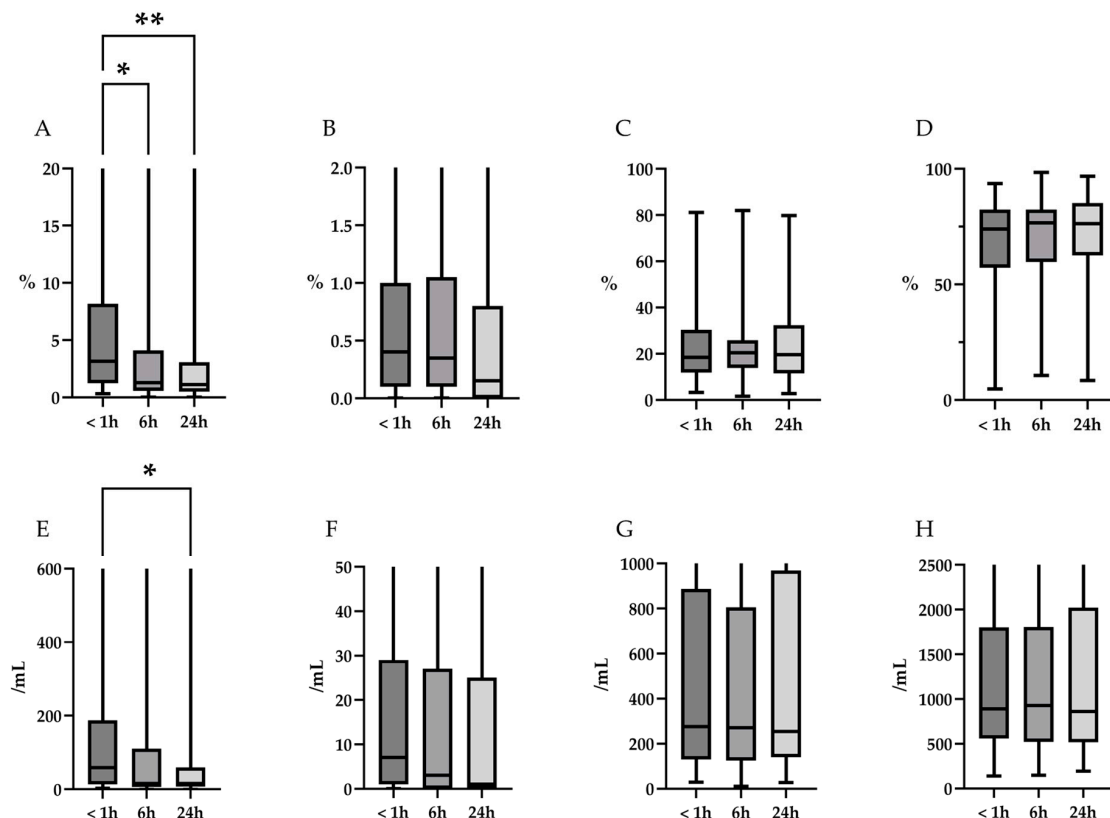 **
*
A B C D
20 2.0 100 100
15 1.5 80
% 10 % 1.0 % 60 % 50
5 0.5 40
20
0 0.0 0 0
< 1h 6h 24h < 1h 6h 24h < 1h 6h 24h < 1h 6h 24h
*
E F G H
600 50 1000 2500
40 800 2000
400 30 600 1500
/mL 200 /mL 20 /mL 400 /mL 1000
10 200 500
0 0 0 0
< 1h 6h 24h < 1h 6h 24h < 1h 6h 24h < 1h 6h 24h